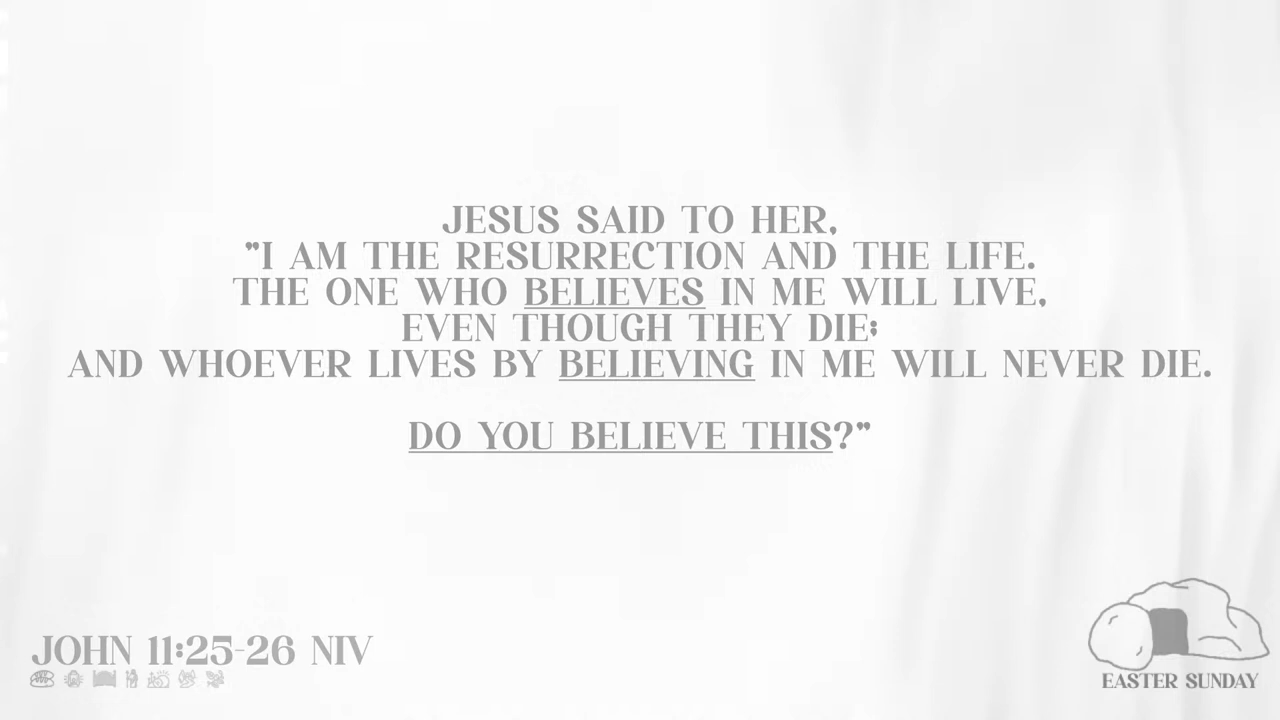 JESUS SAID TO HER,
"I AM THE RESURRECTION AND THE LIFE.
THE ONE WHO BELIEVES IN ME WILL LIVE,
EVEN THOUGH THEY DIE;
AND WHOEVER LIVES BY BELIEVING IN ME WILL NEVER DIE.
DO YOU BELIEVE THIS?"
JOHN 11:25-26 NIV
EASTER SUNDAY